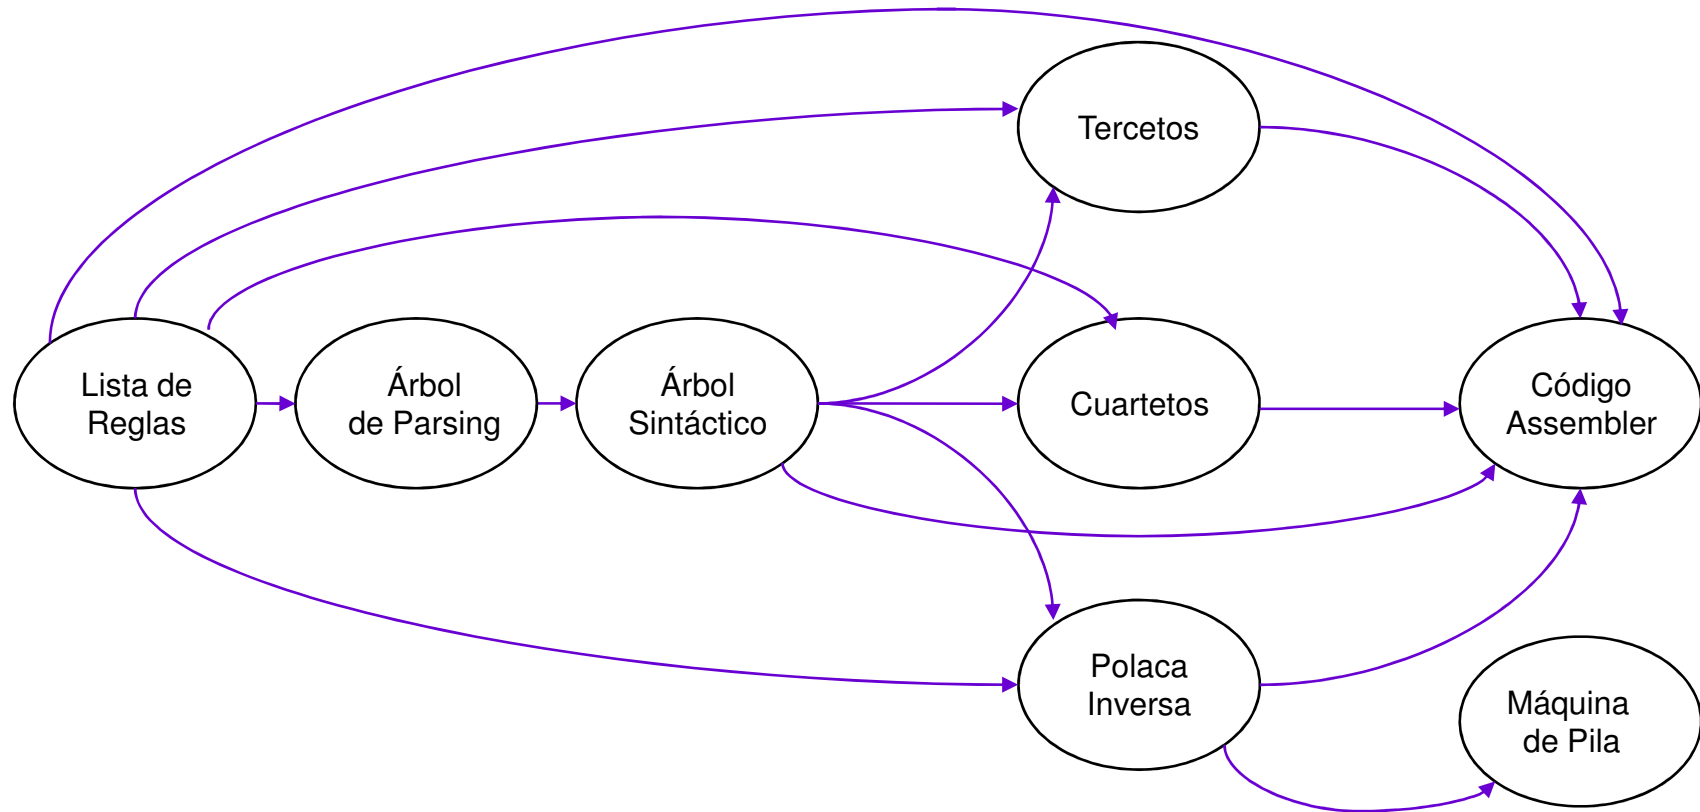 Tercetos
Lista de
Reglas
Árbol
de Parsing
Árbol
Sintáctico
Cuartetos
Código
Assembler
Polaca
Inversa
Máquina
de Pila